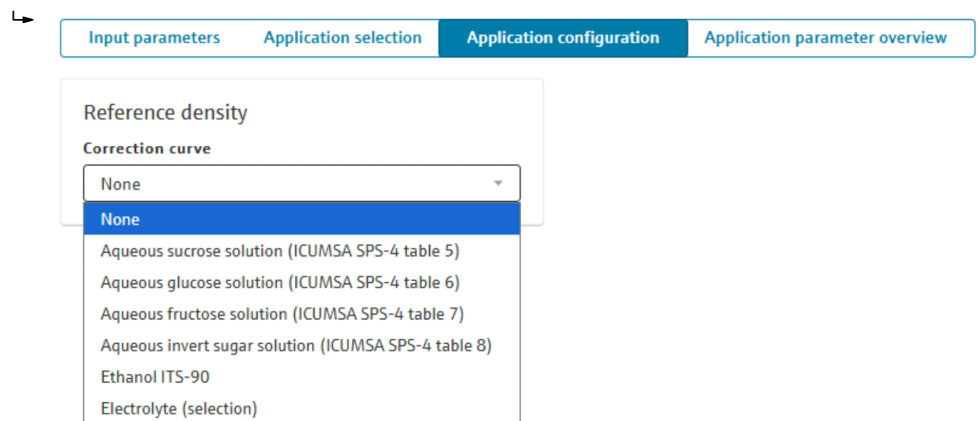 Input parameters Application selection Application configuration Application parameter overview
Reference density
Correction curve
None
None
Aqueous sucrose solution (ICUMSA SPS-4 table 5)
Aqueous glucose solution (ICUMSA SPS-4 table 6)
Aqueous fructose solution (ICUMSA SPS-4 table 7)
Aqueous invert sugar solution (ICUMSA SPS-4 table 8)
Ethanol ITS-90
Electrolyte (selection)